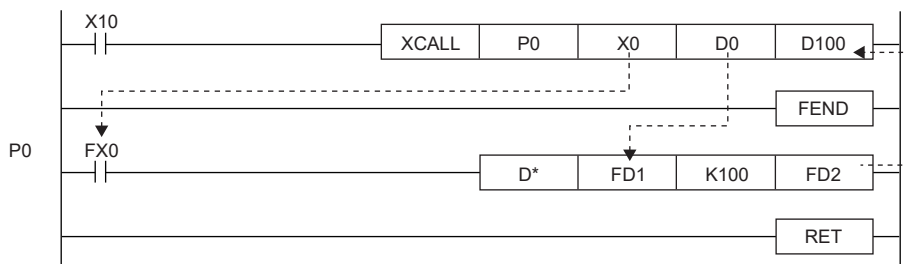 X10
XCALL P0 X0 D0 D100
FEND
P0 FX0
D* FD1 K100 FD2
RET